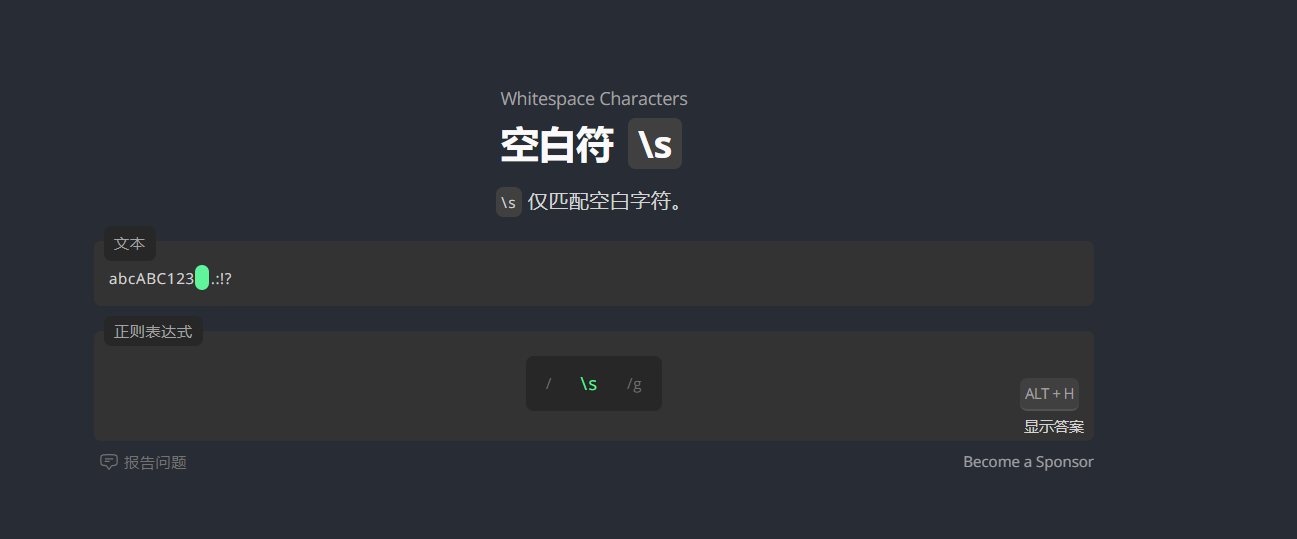 Whitespace Characters
空白符 \s
\s 仅匹配空白字符。
文本
abcABC123 .:!?
正则表达式
/ \s /g
ALT + H
显示答案
报告问题
Become a Sponsor